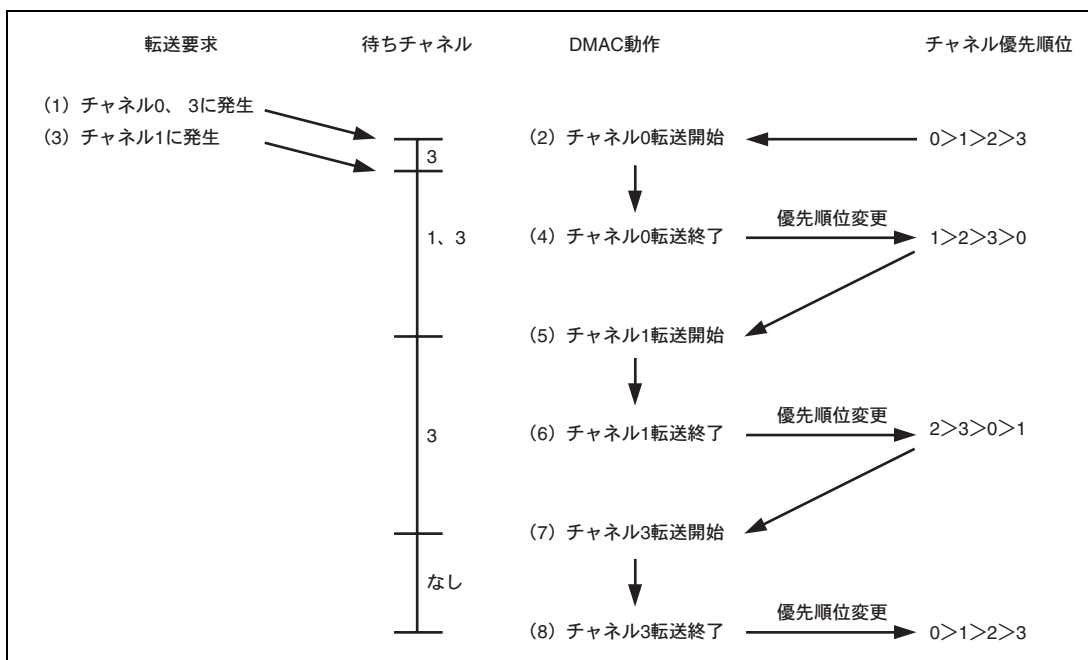 転送要求 待ちチャネル DMAC動作 チャネル優先順位
(1) チャネル0、 3に発生
(3) チャネル1に発生
(2) チャネル0転送開始
0>1>2>3
3
1、3
(4) チャネル0転送終了
優先順位変更
1>2>3>0
(5) チャネル1転送開始
3
(6) チャネル1転送終了
優先順位変更
2>3>0>1
(7) チャネル3転送開始
なし
(8) チャネル3転送終了
優先順位変更
0>1>2>3